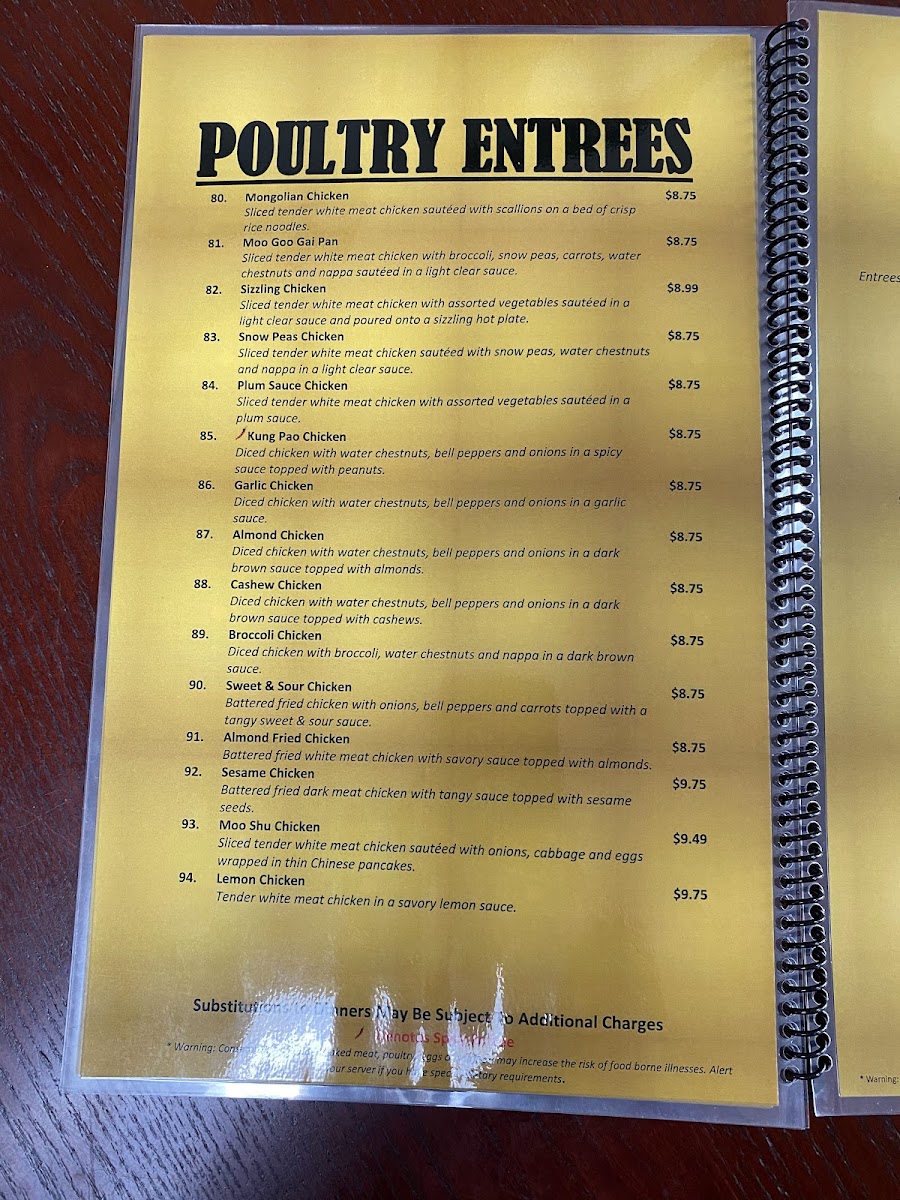 POULTRY ENTREES
80. Mongolian Chicken $8.75
Sliced tender white meat chicken sautéed with scallions on a bed of crisp
rice noodles.
81. Moo Goo Gai Pan $8.75
Sliced tender white meat chicken with broccoli, snow peas, carrots, water
chestnuts and nappa sautéed in a light clear sauce.
82. Sizzling Chicken $8.99
Sliced tender white meat chicken with assorted vegetables sautéed in a
light clear sauce and poured onto a sizzling hot plate.
83. Snow Peas Chicken $8.75
Sliced tender white meat chicken sautéed with snow peas, water chestnuts
and nappa in a light clear sauce.
84. Plum Sauce Chicken $8.75
Sliced tender white meat chicken with assorted vegetables sautéed in a
plum sauce.
85. Kung Pao Chicken $8.75
Diced chicken with water chestnuts, bell peppers and onions in a spicy
sauce topped with peanuts.
86. Garlic Chicken $8.75
Diced chicken with water chestnuts, bell peppers and onions in a garlic
sauce.
87. Almond Chicken $8.75
Diced chicken with water chestnuts, bell peppers and onions in a dark
brown sauce topped with almonds.
88. Cashew Chicken $8.75
Diced chicken with water chestnuts, bell peppers and onions in a dark
brown sauce topped with cashews.
89. Broccoli Chicken $8.75
Diced chicken with broccoli, water chestnuts and nappa in a dark brown
sauce.
90. Sweet & Sour Chicken $8.75
Battered fried chicken with onions, bell peppers and carrots topped with a
tangy sweet & sour sauce.
91. Almond Fried Chicken $8.75
Battered fried white meat chicken with savory sauce topped with almonds.
92. Sesame Chicken $9.75
Battered fried dark meat chicken with tangy sauce topped with sesame
seeds.
93. Moo Shu Chicken $9.49
Sliced tender white meat chicken sautéed with onions, cabbage and eggs
wrapped in thin Chinese pancakes.
94. Lemon Chicken $9.75
Tender white meat chicken in a savory lemon sauce.
Substitutions to Dinners May Be Subject To Additional Charges
Denotes
* Warning: meat, poultry, eggs may increase the risk of food borne illnesses. Alert
your server if you have dietary requirements.
Entrees
* Warning: